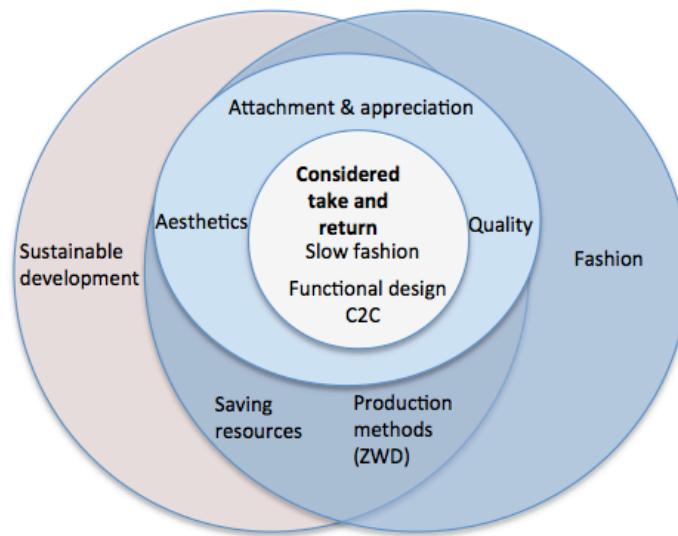 Attachment & appreciation
Considered
take and
return
Slow fashion
Functional design
C2C
Aesthetics
Quality
Sustainable
development
Fashion
Saving
resources
Production
methods
(ZWD)